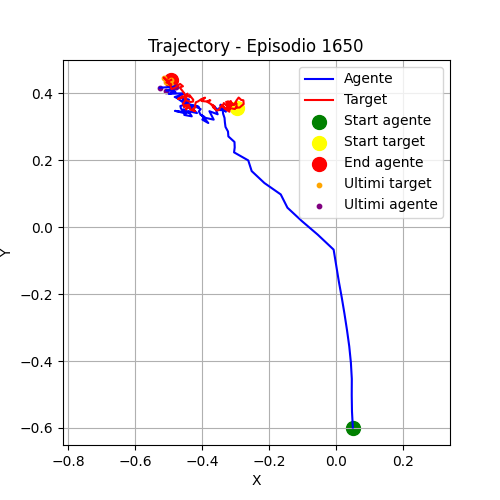 Trajectory - Episodio 1650
Agente
Target
Start agente
Start target
End agente
Ultimi target
Ultimi agente
Y
0.4
0.2
0.0
−0.2
−0.4
−0.6
−0.8
−0.6
−0.4
−0.2
0.0
0.2
X